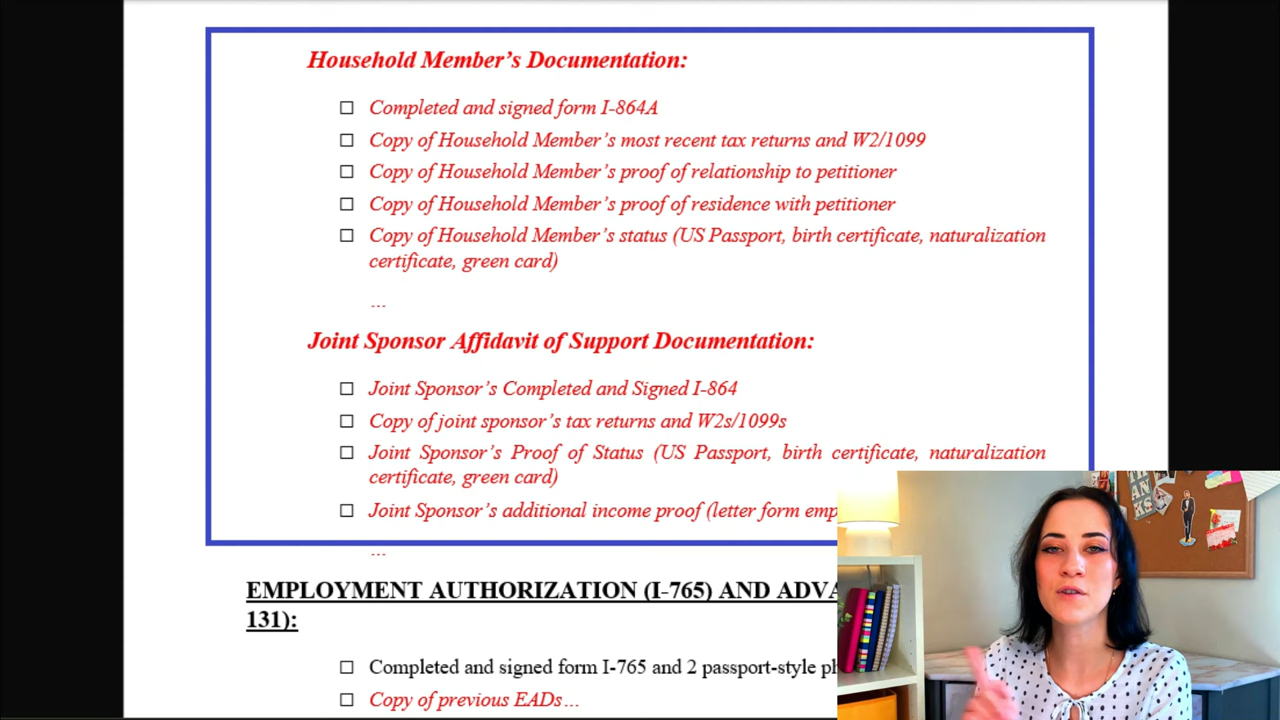 Household Member's Documentation:
☐ Completed and signed form I-864A
☐ Copy of Household Member's most recent tax returns and W2/1099
☐ Copy of Household Member's proof of relationship to petitioner
☐ Copy of Household Member's proof of residence with petitioner
☐ Copy of Household Member's status (US Passport, birth certificate, naturalization
certificate, green card)
...
Joint Sponsor Affidavit of Support Documentation:
☐ Joint Sponsor's Completed and Signed I-864
☐ Copy of joint sponsor's tax returns and W2s/1099s
☐ Joint Sponsor's Proof of Status (US Passport, birth certificate, naturalization
certificate, green card)
☐ Joint Sponsor's additional income proof (letter form emp
...
EMPLOYMENT AUTHORIZATION (I-765) AND ADVA
131):
☐ Completed and signed form I-765 and 2 passport-style ph
☐ Copy of previous EADs...
THANKS